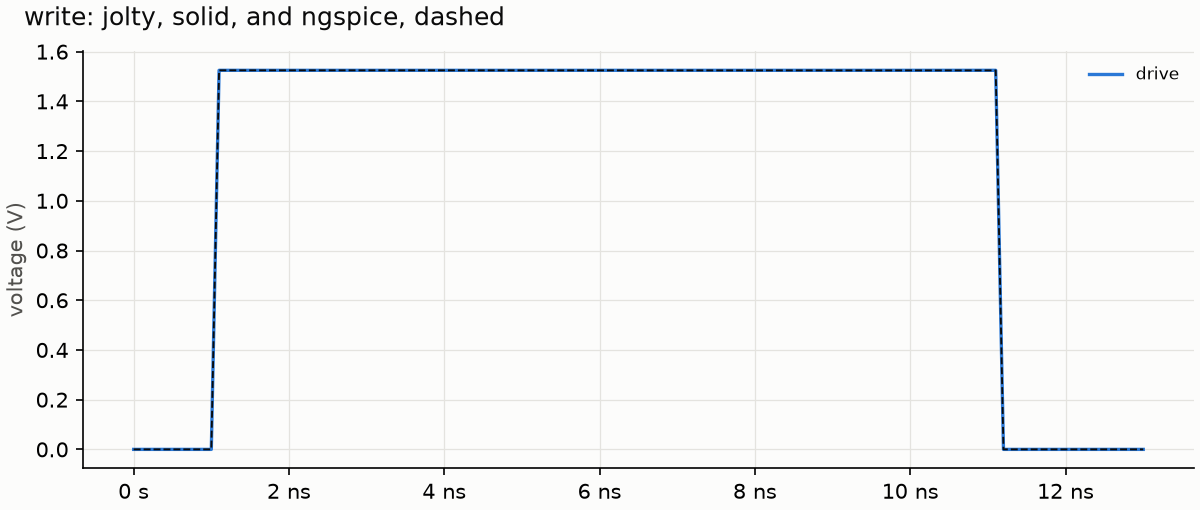 write: jolty, solid, and ngspice, dashed
1.6
drive
1.4
1.2
1.0
0.8
voltage (V)
0.6
0.4
0.2
0.0
0 s 2 ns 4 ns 6 ns 8 ns 10 ns 12 ns